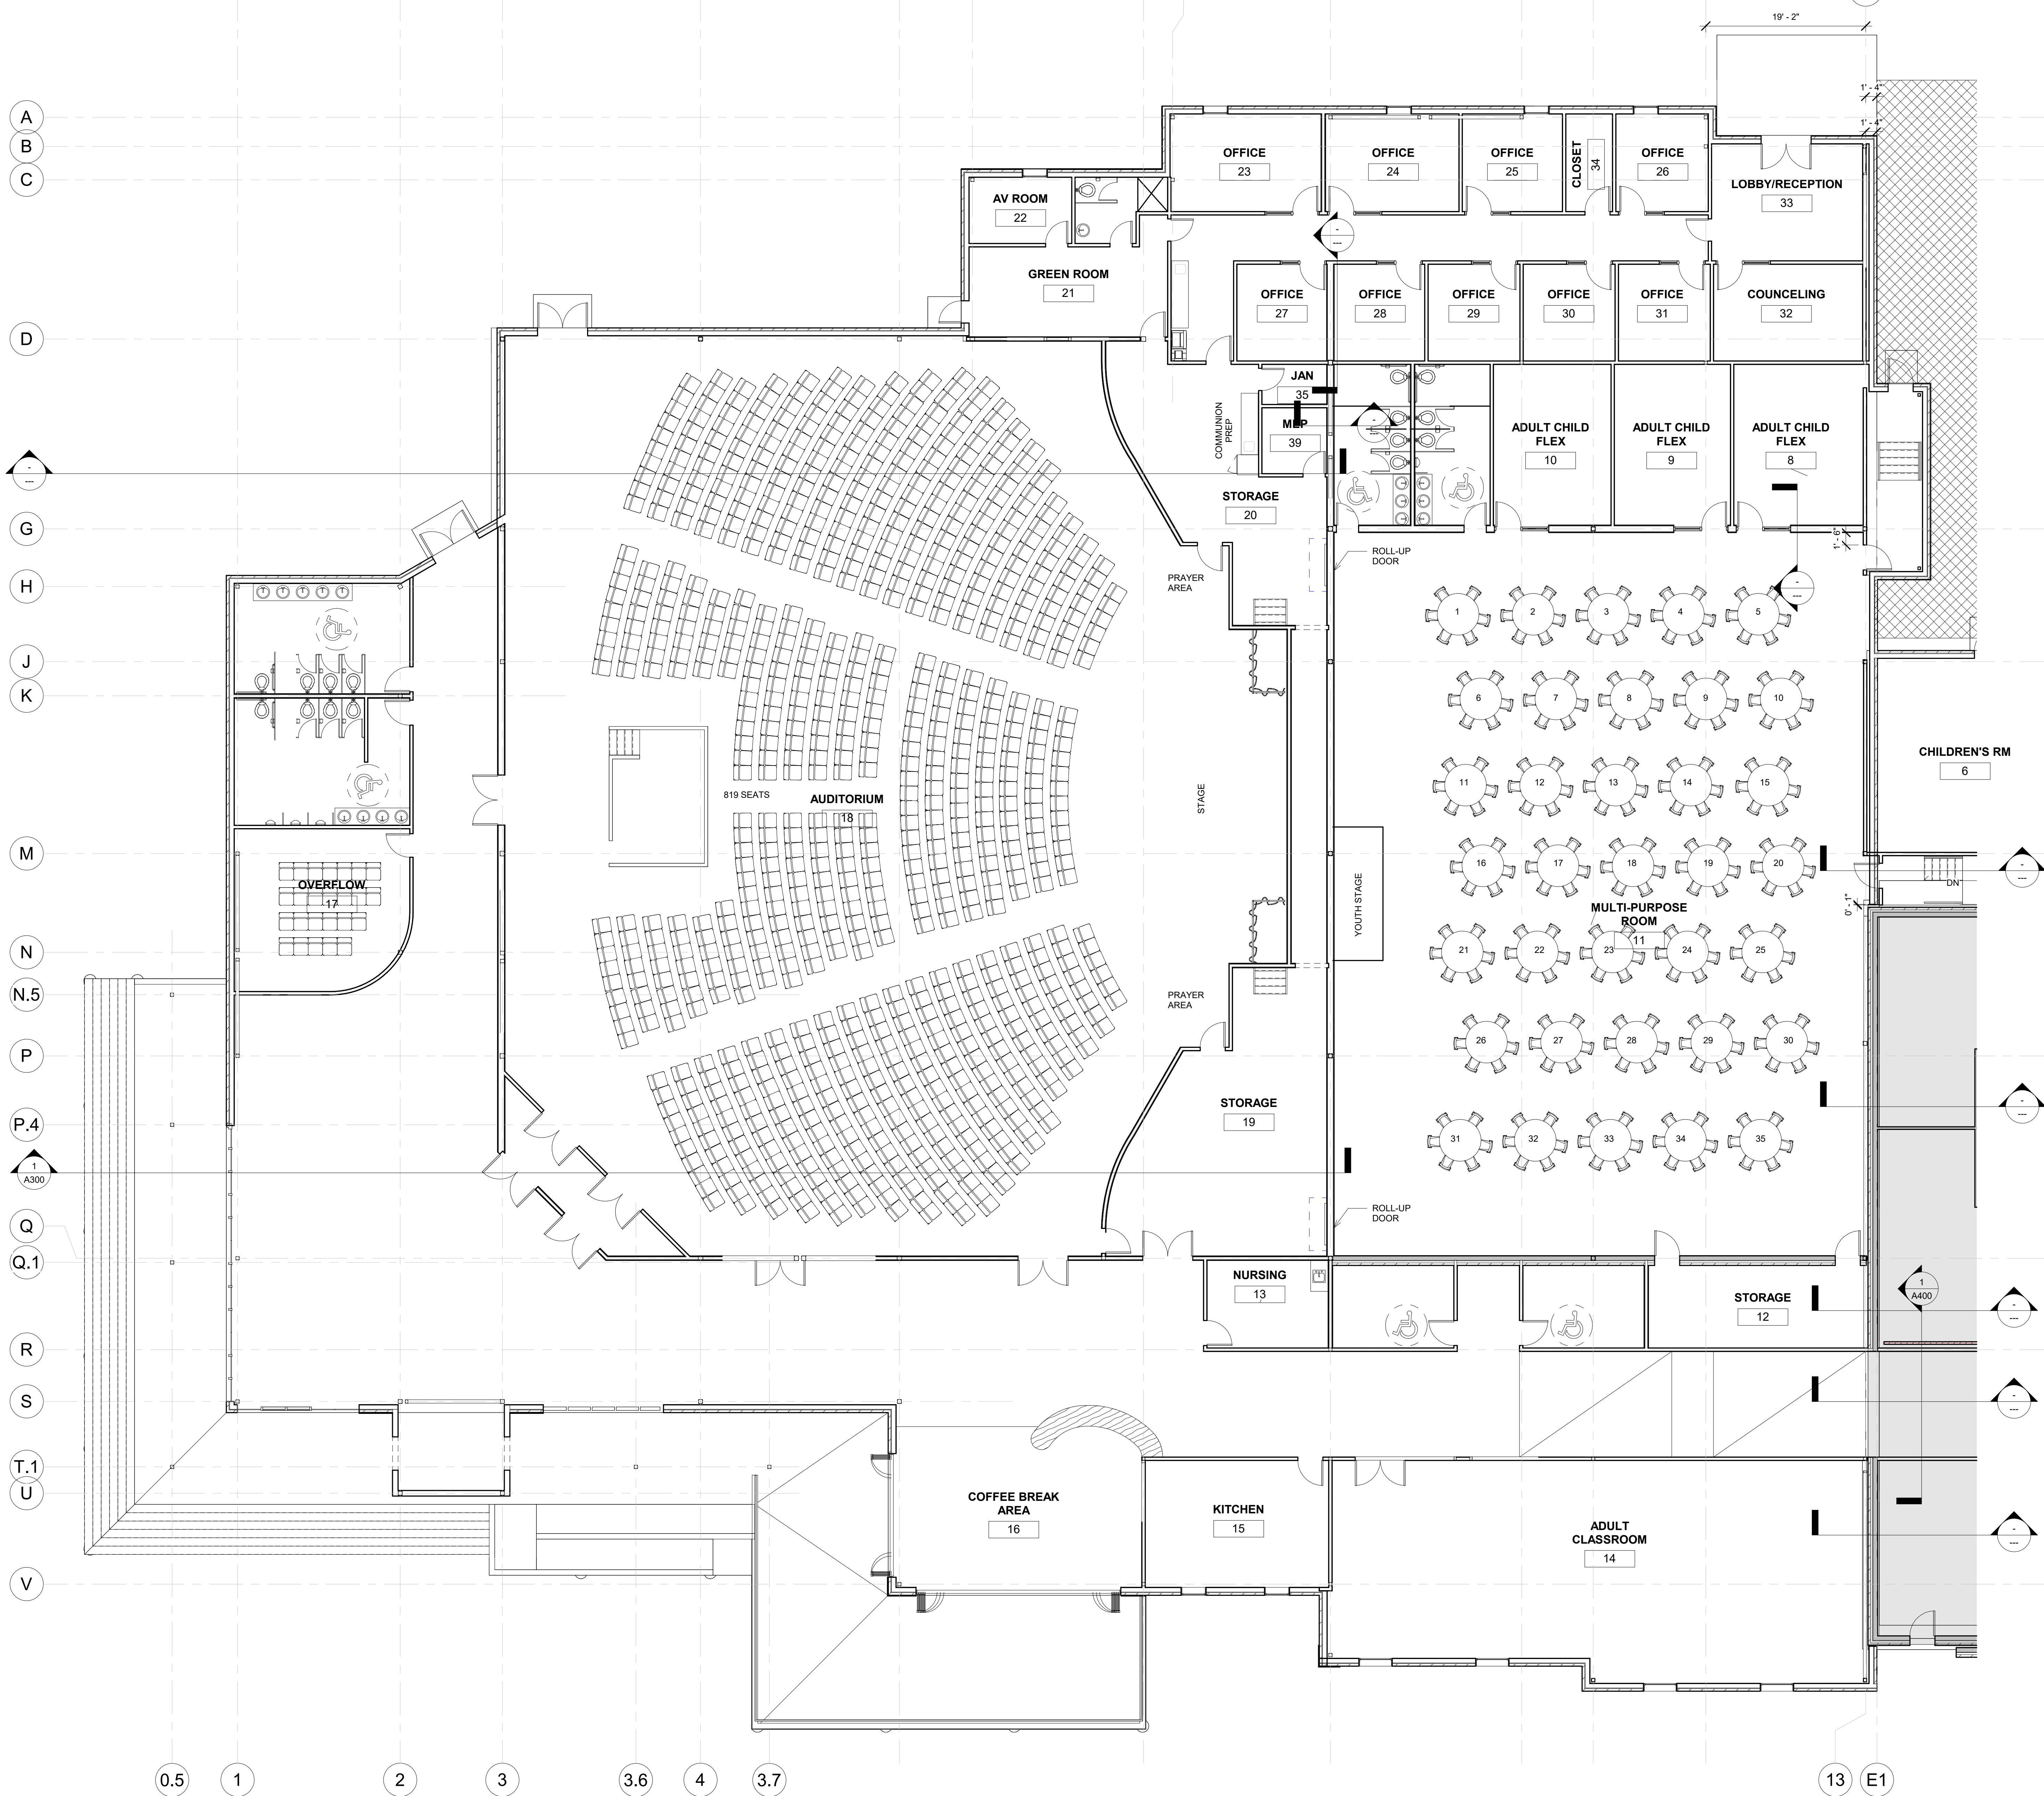 19' - 2"
1' - 4"
1' - 4"
A
B
C
D
G
H
J
K
M
N
N.5
P
P.4
Q
Q.1
R
S
T.1
U
V
OFFICE
23
OFFICE
24
OFFICE
25
CLOSET
34
OFFICE
26
LOBBY/RECEPTION
33
AV ROOM
22
GREEN ROOM
21
OFFICE
27
OFFICE
28
OFFICE
29
OFFICE
30
OFFICE
31
COUNCELING
32
JAN
35
MEP
39
COMMUNION
PREP
ADULT CHILD
FLEX
10
ADULT CHILD
FLEX
9
ADULT CHILD
FLEX
8
STORAGE
20
1' - 6"
ROLL-UP
DOOR
PRAYER
AREA
1
2
3
4
5
6
7
8
9
10
CHILDREN'S RM
6
11
12
13
14
15
819 SEATS
AUDITORIUM
18
STAGE
16
17
18
19
20
DN
0' - 1"
OVERFLOW
17
YOUTH STAGE
MULTI-PURPOSE
ROOM
11
21
22
23
24
25
PRAYER
AREA
26
27
28
29
30
STORAGE
19
31
32
33
34
35
1
A300
ROLL-UP
DOOR
NURSING
13
STORAGE
12
1
A400
COFFEE BREAK
AREA
16
KITCHEN
15
ADULT
CLASSROOM
14
0.5
1
2
3
3.6
4
3.7
13
E1